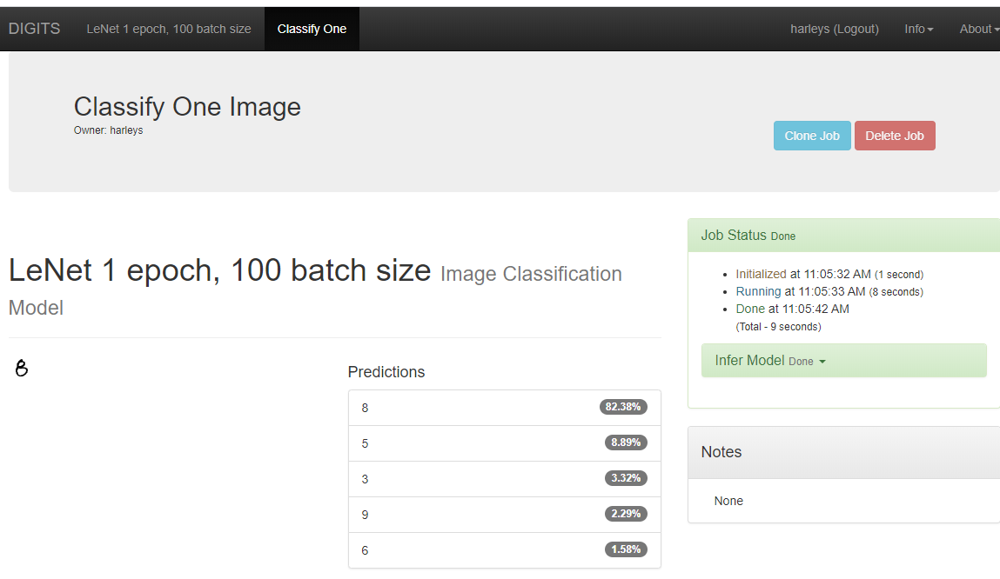 DIGITS LeNet 1 epoch, 100 batch size Classify One harleys (Logout) Info About
Classify One Image
Owner: harleys
Clone Job Delete Job
LeNet 1 epoch, 100 batch size Image Classification
Model
8
Predictions
8 82.38%
5 8.89%
3 3.32%
9 2.29%
6 1.58%
Job Status Done
Initialized at 11:05:32 AM (1 second)
Running at 11:05:33 AM (8 seconds)
Done at 11:05:42 AM
(Total - 9 seconds)
Infer Model Done
Notes
None